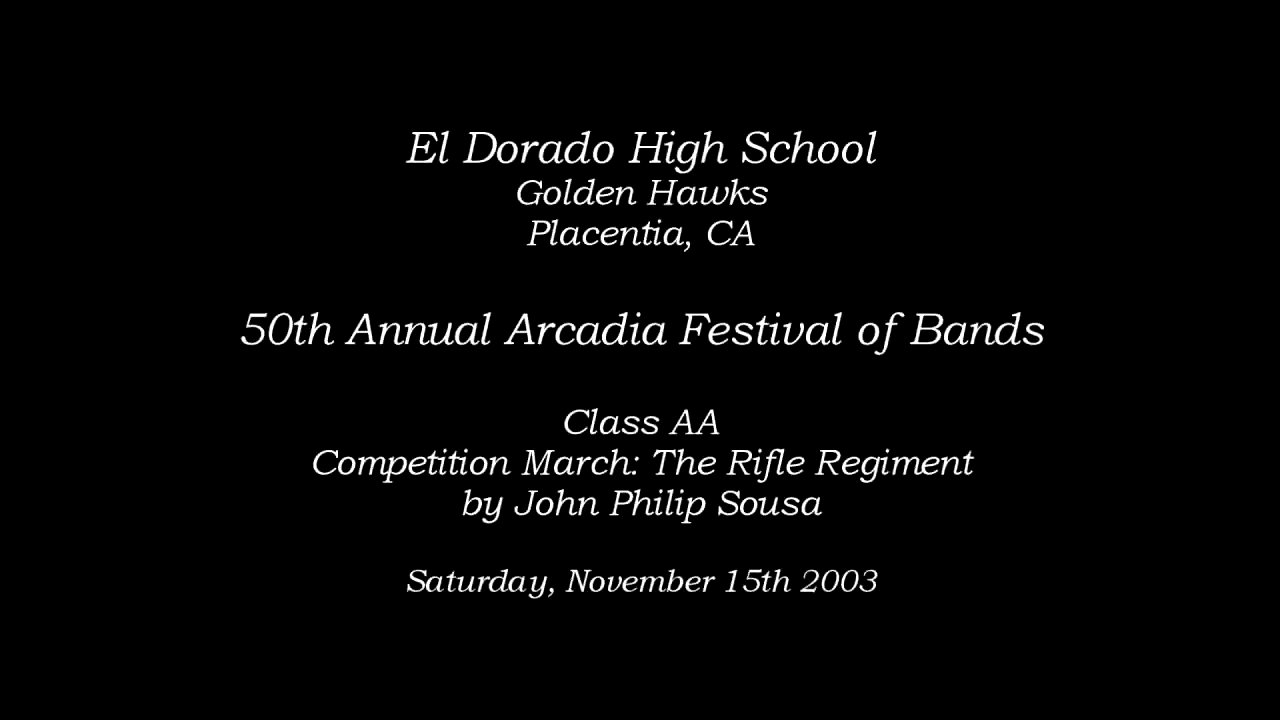 El Dorado High School
Golden Hawks
Placentia, CA
50th Annual Arcadia Festival of Bands
Class AA
Competition March: The Rifle Regiment
by John Philip Sousa
Saturday, November 15th 2003